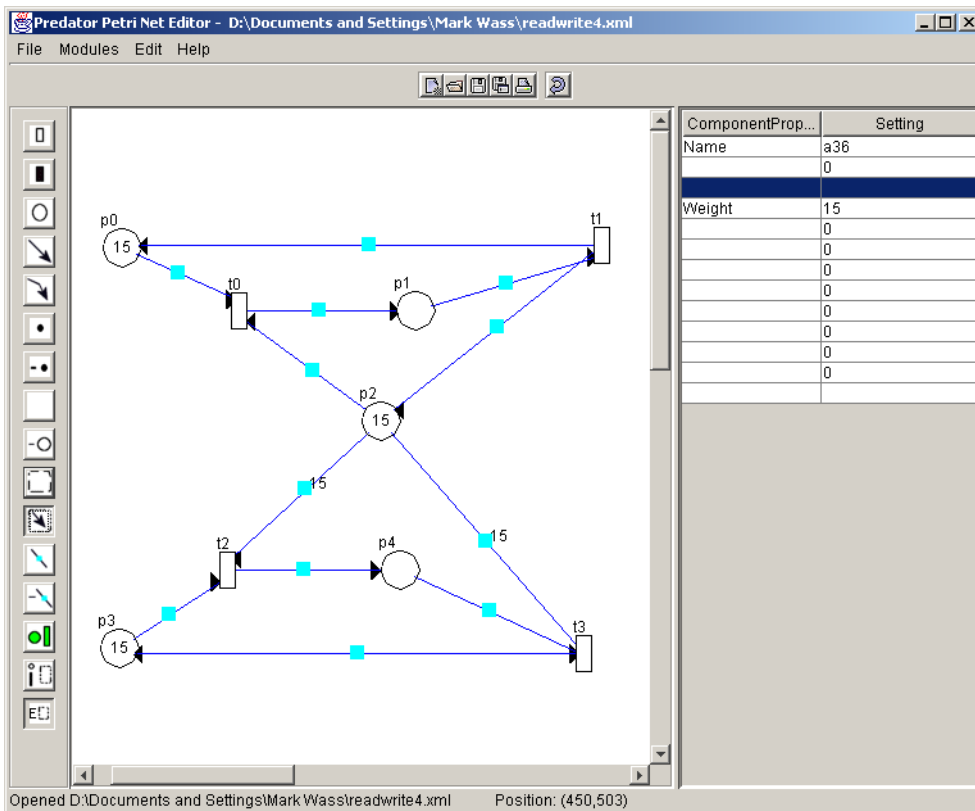 Predator Petri Net Editor - D:\Documents and Settings\Mark Wass\readwrite4.xml
File Modules Edit Help
ComponentProp... Setting
Name a36
0
Weight 15
0
0
0
0
0
0
0
0
p0
15
t1
t0
p1
p2
15
15
15
t2
p4
p3
15
t3
E
Opened D:\Documents and Settings\Mark Wass\readwrite4.xml Position: (450,503)